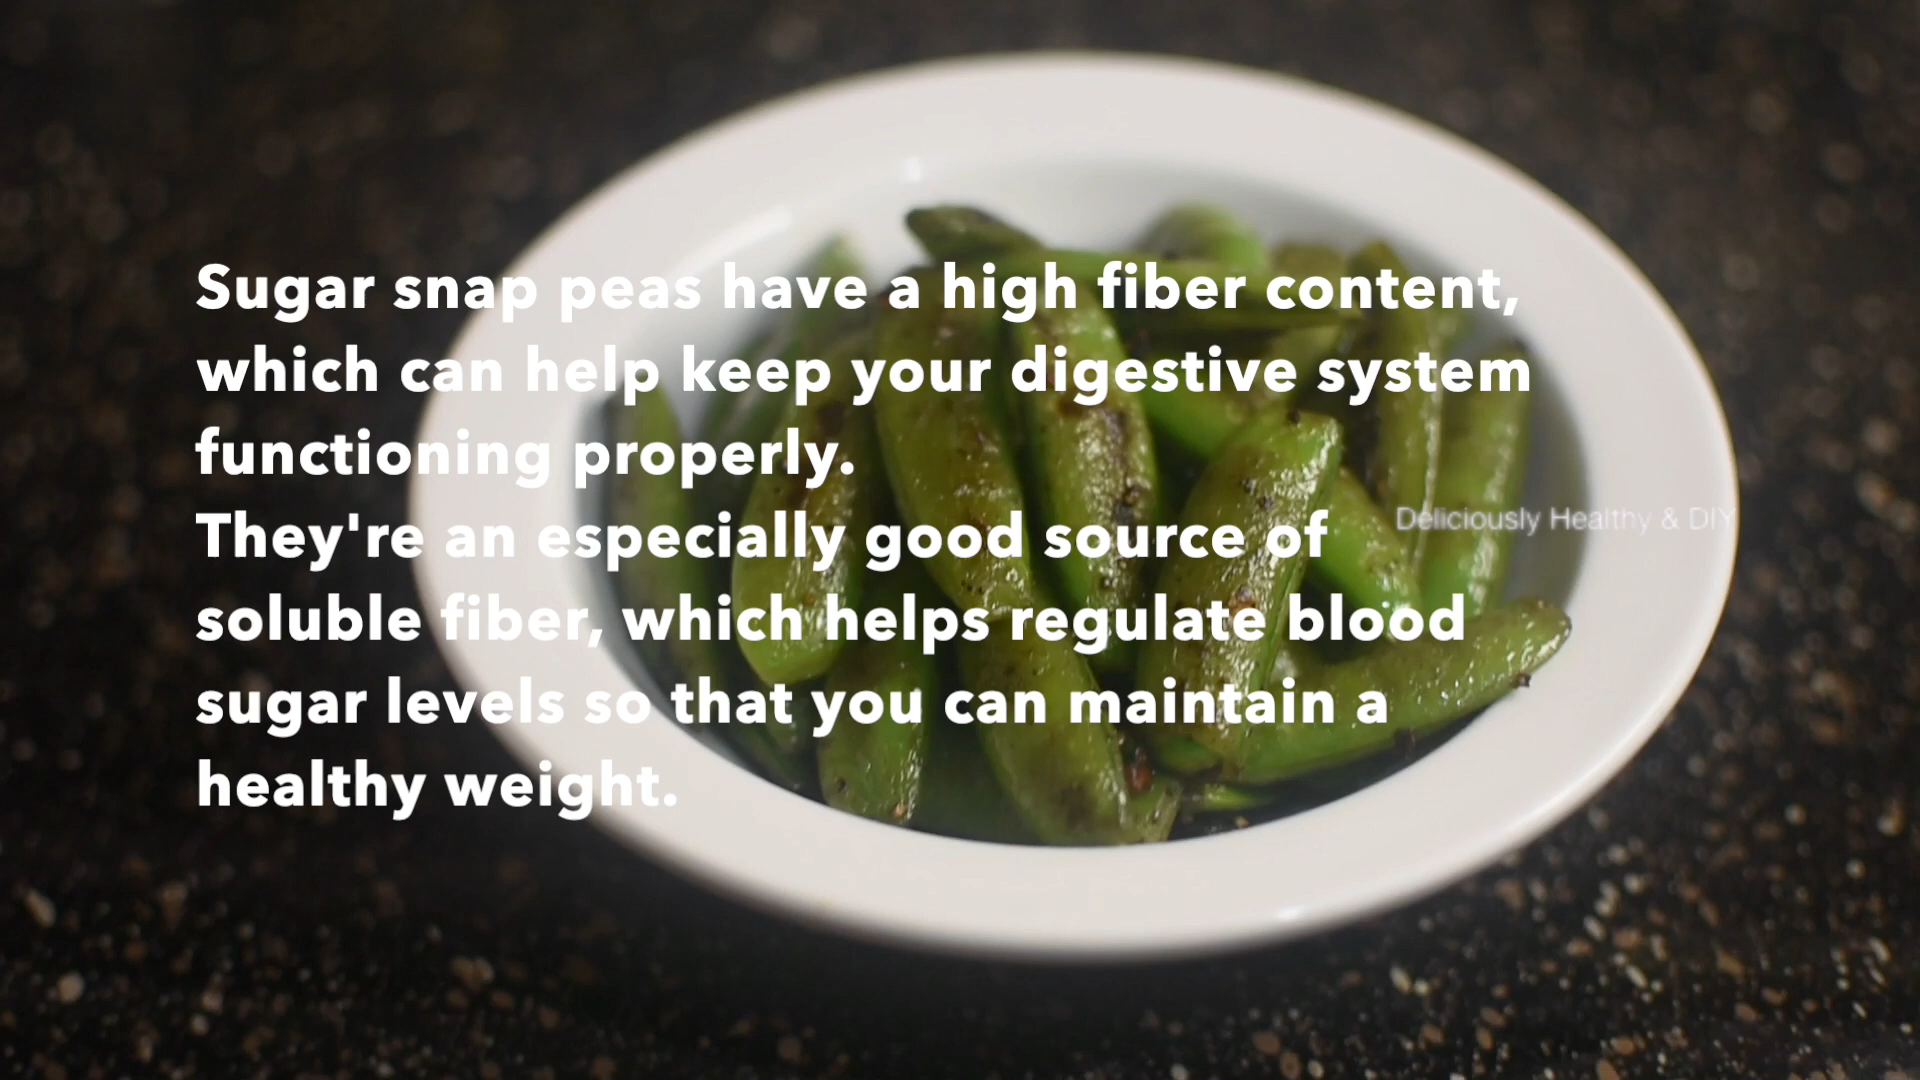 Sugar snap peas have a high fiber content,
which can help keep your digestive system
functioning properly.
They're an especially good source of
soluble fiber, which helps regulate blood
sugar levels so that you can maintain a
healthy weight.
Deliciously Healthy & DIY